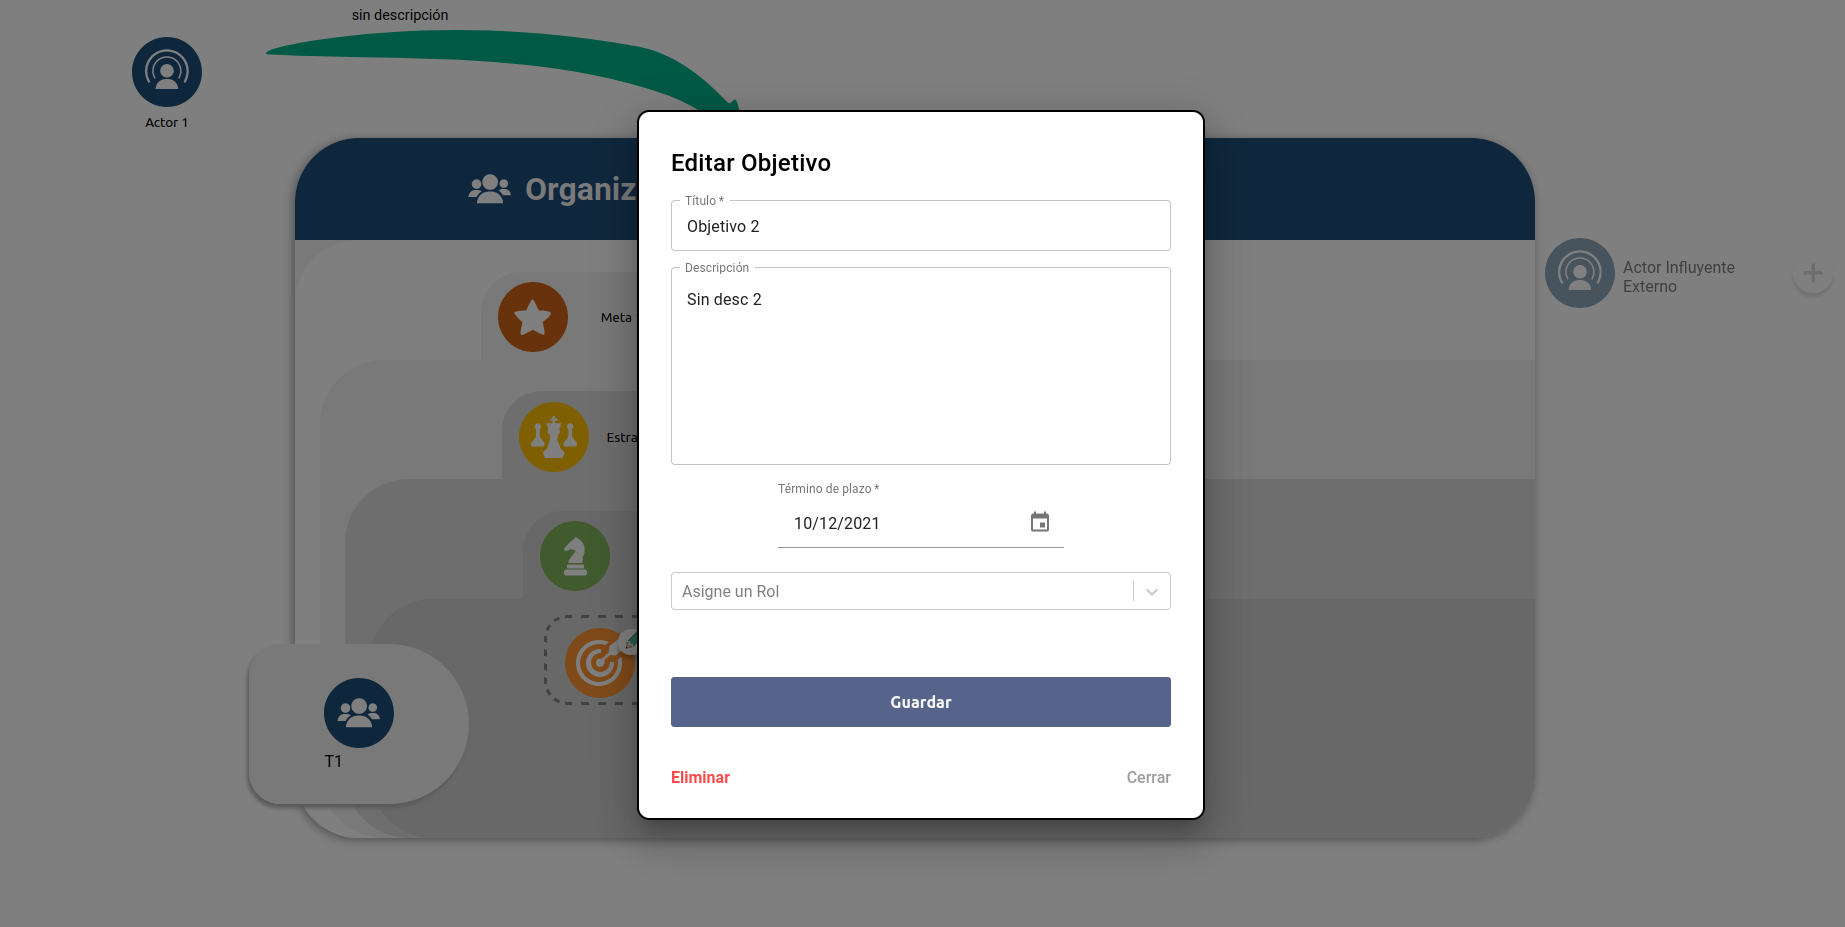 sin descripción
Actor 1
Organiz
Actor Influyente
Externo
Meta
Estra
T1
Editar Objetivo
Título *
Objetivo 2
Descripción
Sin desc 2
Término de plazo *
10/12/2021
Asigne un Rol
Guardar
Eliminar
Cerrar